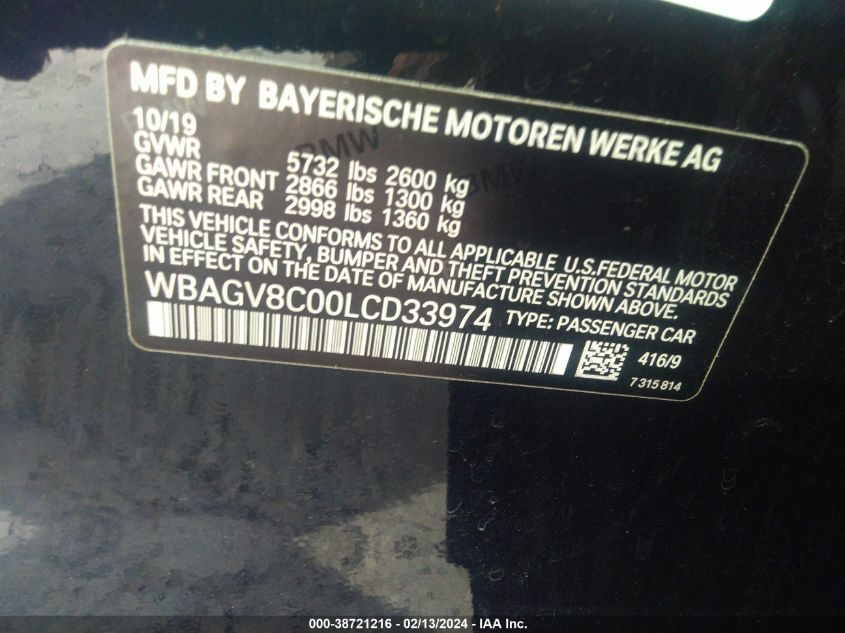 MFD BY BAYERISCHE MOTOREN WERKE AG
10/19
GVWR 5732 lbs 2600 kg
GAWR FRONT 2866 lbs 1300 kg
GAWR REAR 2998 lbs 1360 kg
THIS VEHICLE CONFORMS TO ALL APPLICABLE U.S.FEDERAL MOTOR
VEHICLE SAFETY, BUMPER AND THEFT PREVENTION STANDARDS
IN EFFECT ON THE DATE OF MANUFACTURE SHOWN ABOVE.
WBAGV8C00LCD33974 TYPE: PASSENGER CAR
416/9
7 315 814
BMW
BMW
000-38721216 - 02/13/2024 - IAA Inc.